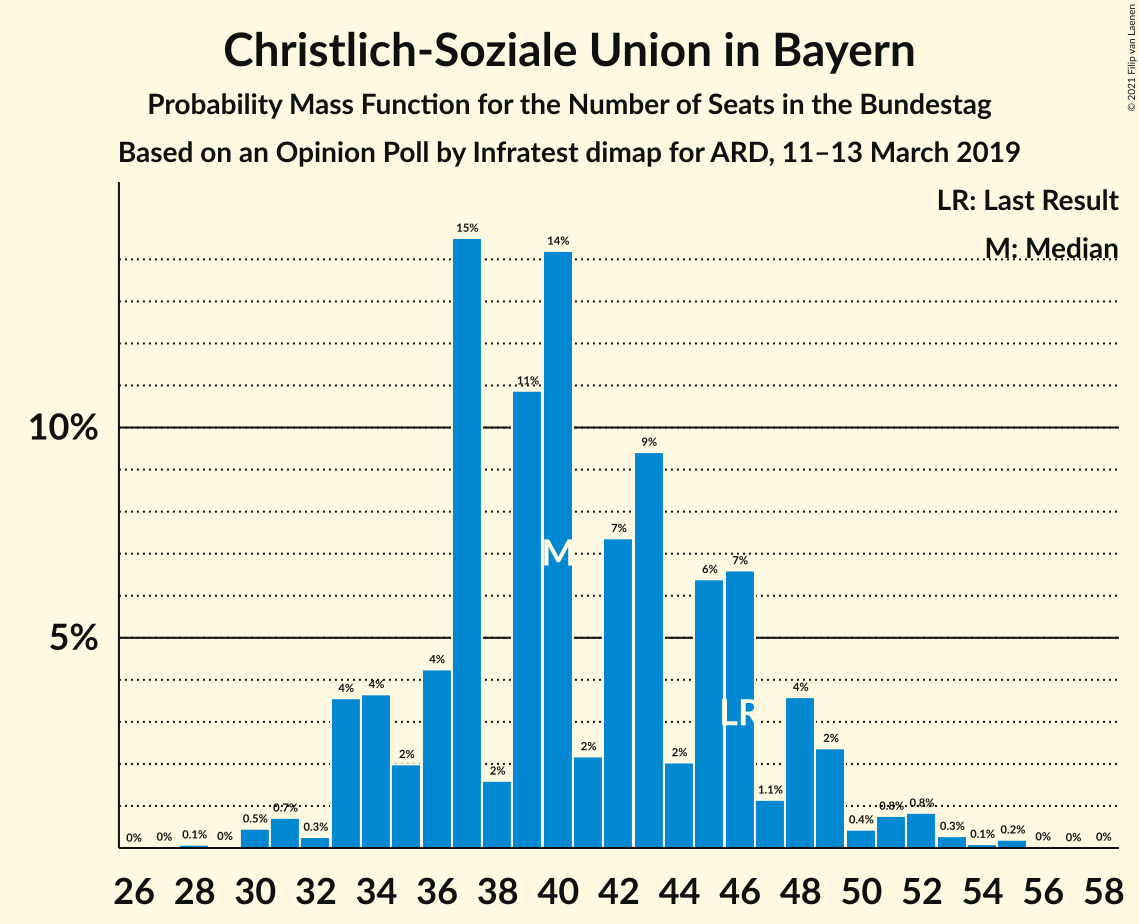 Christlich-Soziale Union in Bayern
Probability Mass Function for the Number of Seats in the Bundestag
Based on an Opinion Poll by Infratest dimap for ARD, 11–13 March 2019
© 2021 Filip van Laenen
LR: Last Result
M: Median
10%
5%
0% 0% 0.1% 0% 0.5% 0.7% 0.3% 4% 4% 2% 4% 15% 2% 11% 14% 2% 7% 9% 2% 6% 7% 1.1% 4% 2% 0.4% 0.8% 0.8% 0.3% 0.1% 0.2% 0% 0% 0%
M
LR
26 28 30 32 34 36 38 40 42 44 46 48 50 52 54 56 58